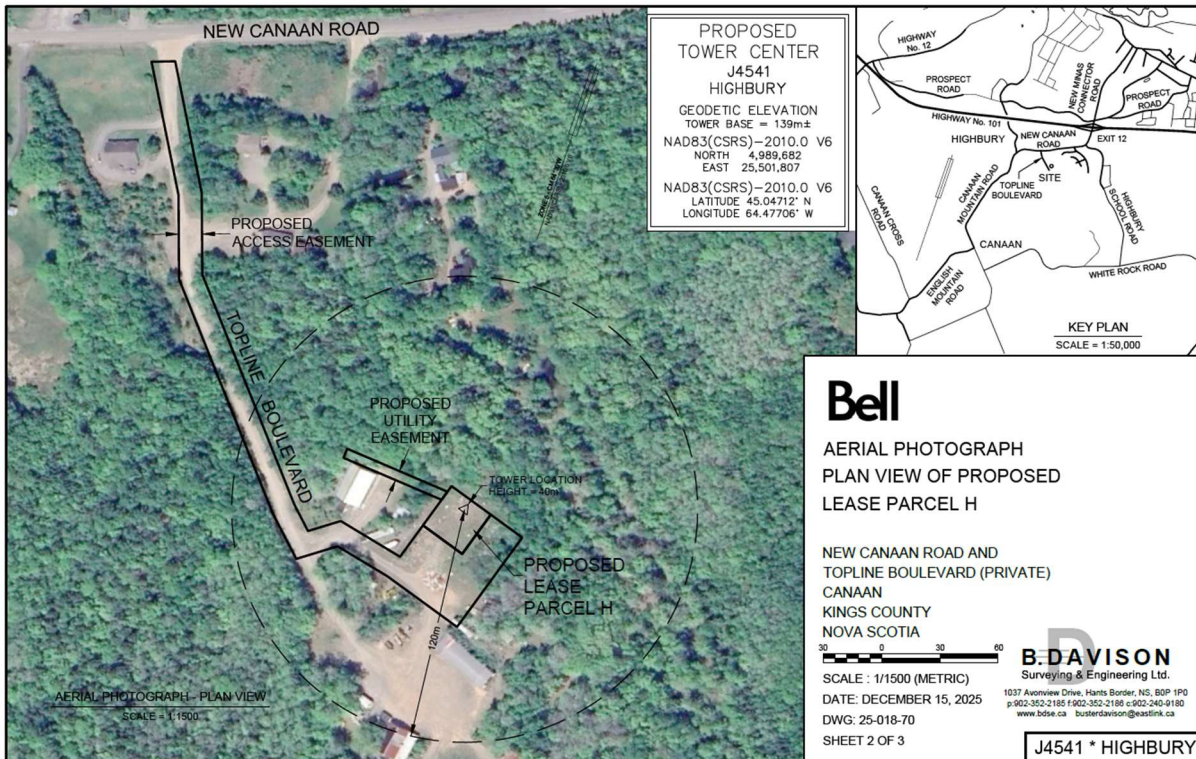 NEW CANAAN ROAD
PROPOSED
ACCESS EASEMENT
TOPLINE BOULEVARD
PROPOSED
UTILITY
EASEMENT
TOWER LOCATION
HEIGHT = 40m
PROPOSED
LEASE
PARCEL H
120m
AERIAL PHOTOGRAPH - PLAN VIEW
SCALE = 1:1500
PROPOSED
TOWER CENTER
J4541
HIGHBURY
GEODETIC ELEVATION
TOWER BASE = 139m±
NAD83(CSRS)-2010.0 V6
NORTH 4,989,682
EAST 25,501,807
NAD83(CSRS)-2010.0 V6
LATITUDE 45.04712° N
LONGITUDE 64.47706° W
HIGHWAY
No. 12
PROSPECT
ROAD
NEW MINAS
CONNECTOR
ROAD
PROSPECT
ROAD
HIGHWAY No. 101
HIGHBURY
NEW CANAAN
ROAD
EXIT 12
SITE
TOPLINE
BOULEVARD
CANAAN
MOUNTAIN ROAD
CANAAN CROSS
ROAD
HIGHBURY
SCHOOL ROAD
CANAAN
WHITE ROCK ROAD
ENGLISH
MOUNTAIN
ROAD
KEY PLAN
SCALE = 1:50,000
Bell
AERIAL PHOTOGRAPH
PLAN VIEW OF PROPOSED
LEASE PARCEL H
NEW CANAAN ROAD AND
TOPLINE BOULEVARD (PRIVATE)
CANAAN
KINGS COUNTY
NOVA SCOTIA
30 0 30 60
SCALE : 1/1500 (METRIC)
DATE: DECEMBER 15, 2025
DWG: 25-018-70
SHEET 2 OF 3
D
B.DAVISON
Surveying & Engineering Ltd.
1037 Avonview Drive, Hants Border, NS, B0P 1P0
p:902-352-2185 f:902-352-2186 c:902-240-9180
www.bdse.ca busterdavison@eastlink.ca
J4541 * HIGHBURY